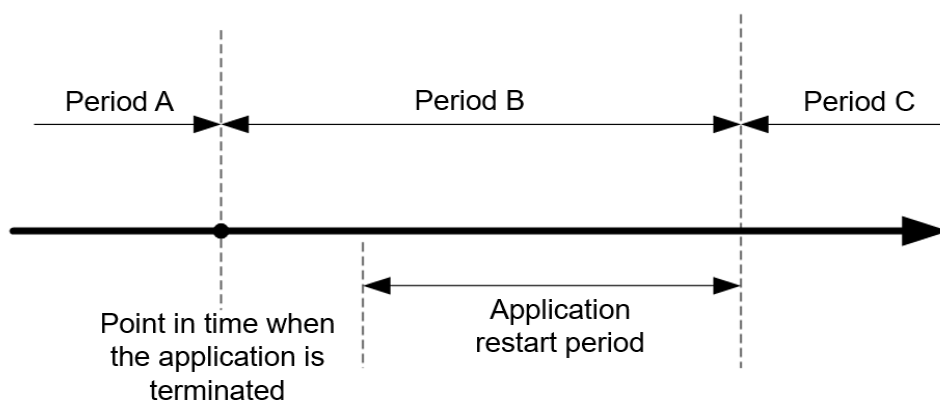 Period A
Period B
Period C
Point in time when
the application is
terminated
Application
restart period